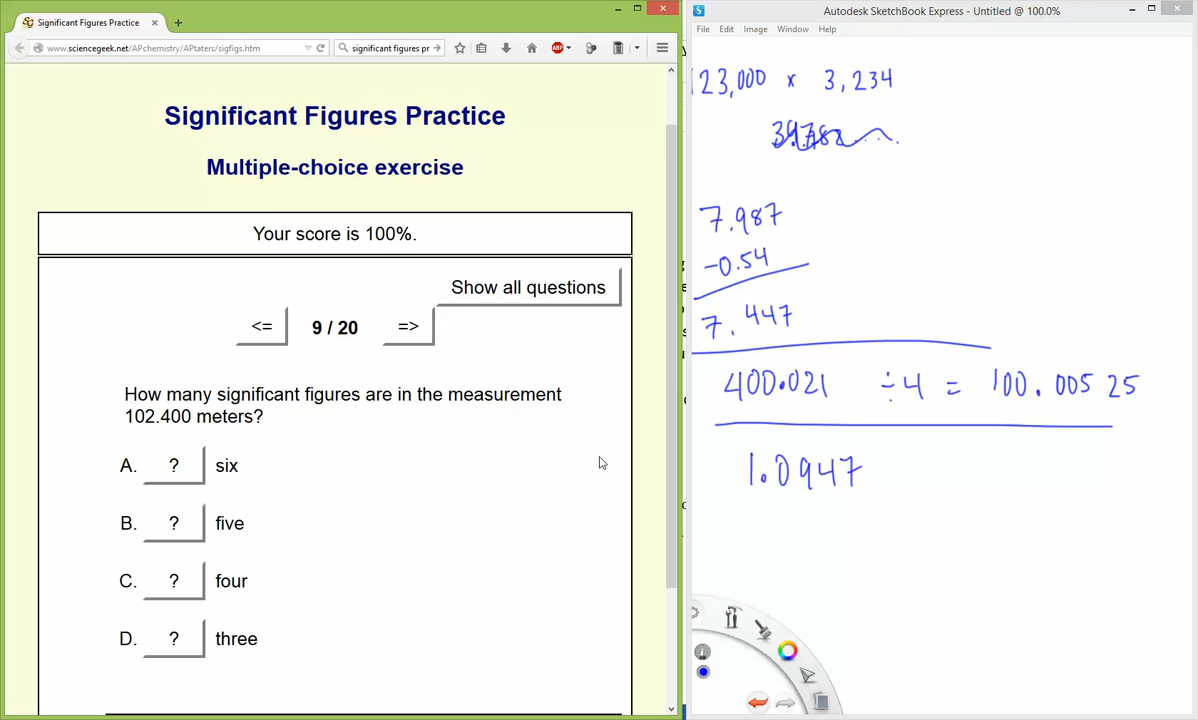 Significant Figures Practice
www.sciencegeek.net/APchemistry/APtaters/sigfigs.htm
significant figures pr
ABP
Significant Figures Practice
Multiple-choice exercise
Your score is 100%.
Show all questions
<=
9 / 20
=>
How many significant figures are in the measurement
102.400 meters?
A. ? six
B. ? five
C. ? four
D. ? three
Autodesk SketchBook Express - Untitled @ 100.0%
File Edit Image Window Help
123,000 x 3,234
7.987
-0.54
7.447
400.021 ÷ 4 = 100.005 25
1.0947